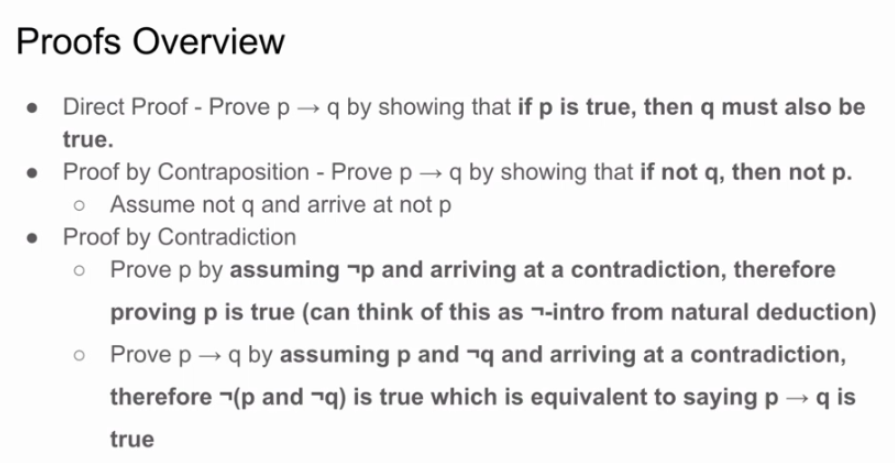 Proofs Overview
● Direct Proof - Prove p → q by showing that if p is true, then q must also be
true.
● Proof by Contraposition - Prove p → q by showing that if not q, then not p.
○ Assume not q and arrive at not p
● Proof by Contradiction
○ Prove p by assuming ¬p and arriving at a contradiction, therefore
proving p is true (can think of this as ¬-intro from natural deduction)
○ Prove p → q by assuming p and ¬q and arriving at a contradiction,
therefore ¬(p and ¬q) is true which is equivalent to saying p → q is
true